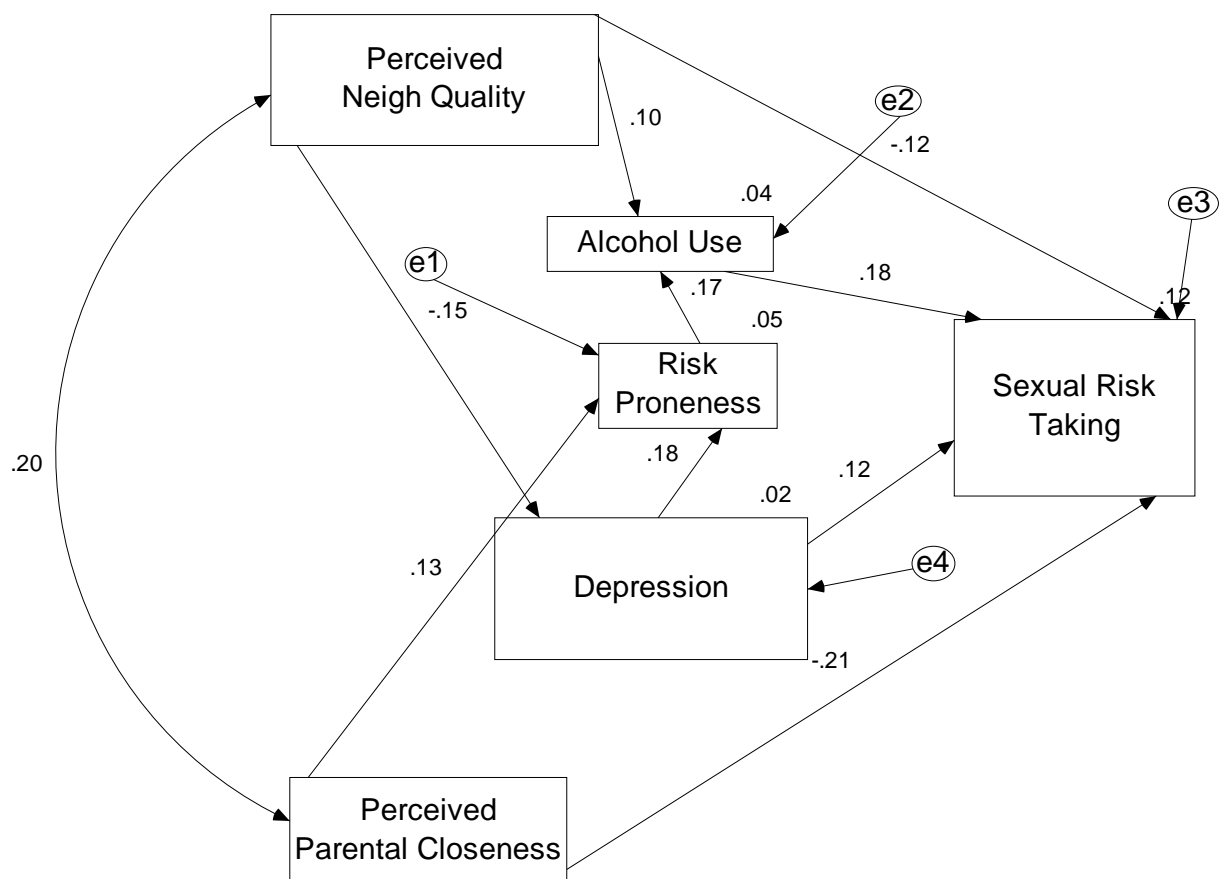 Perceived
Neigh Quality
.10
e2
-.12
.04
e3
Alcohol Use
e1
.17
.18
.12
-.15
.05
Risk
Proneness
Sexual Risk
Taking
.20
.18
.12
.02
.13
Depression
e4
-.21
Perceived
Parental Closeness